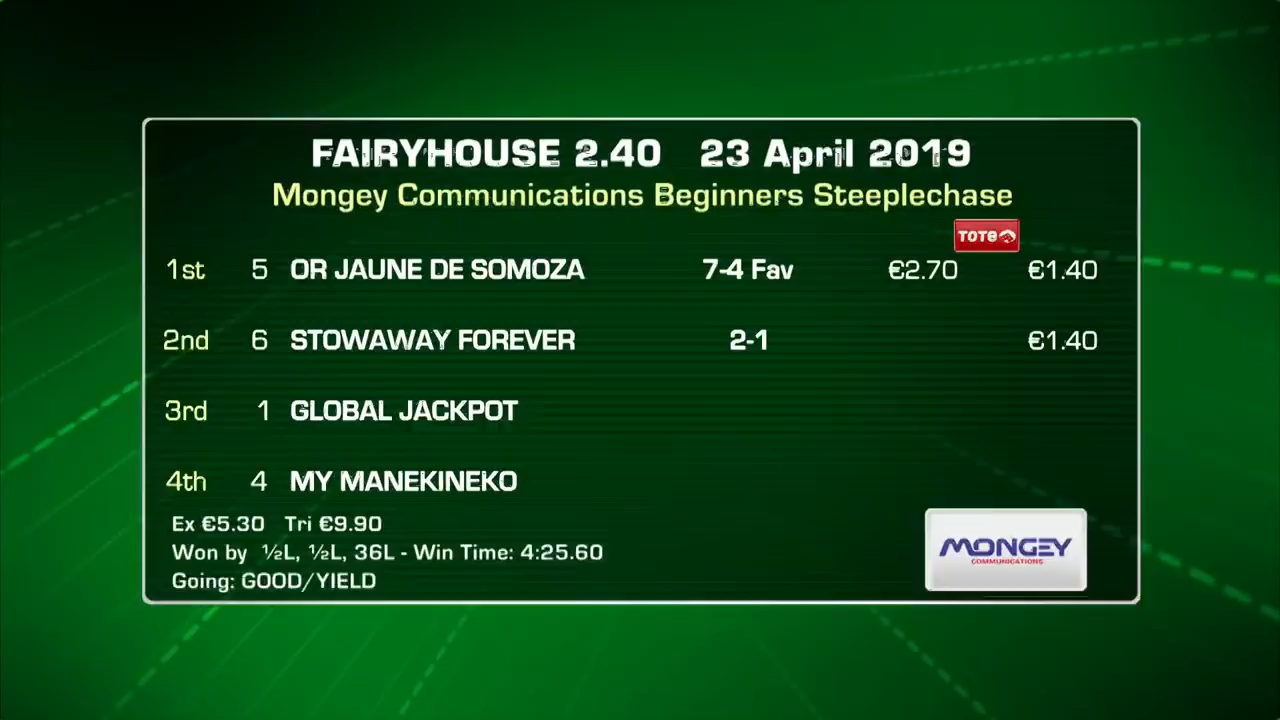 FAIRYHOUSE 2.40 23 April 2019
Mongey Communications Beginners Steeplechase
TOTE
1st 5 OR JAUNE DE SOMOZA 7-4 Fav €2.70 €1.40
2nd 6 STOWAWAY FOREVER 2-1 €1.40
3rd 1 GLOBAL JACKPOT
4th 4 MY MANEKINEKO
Ex €5.30 Tri €9.90
Won by ½L, ½L, 36L - Win Time: 4:25.60
Going: GOOD/YIELD
MONGEY
COMMUNICATIONS